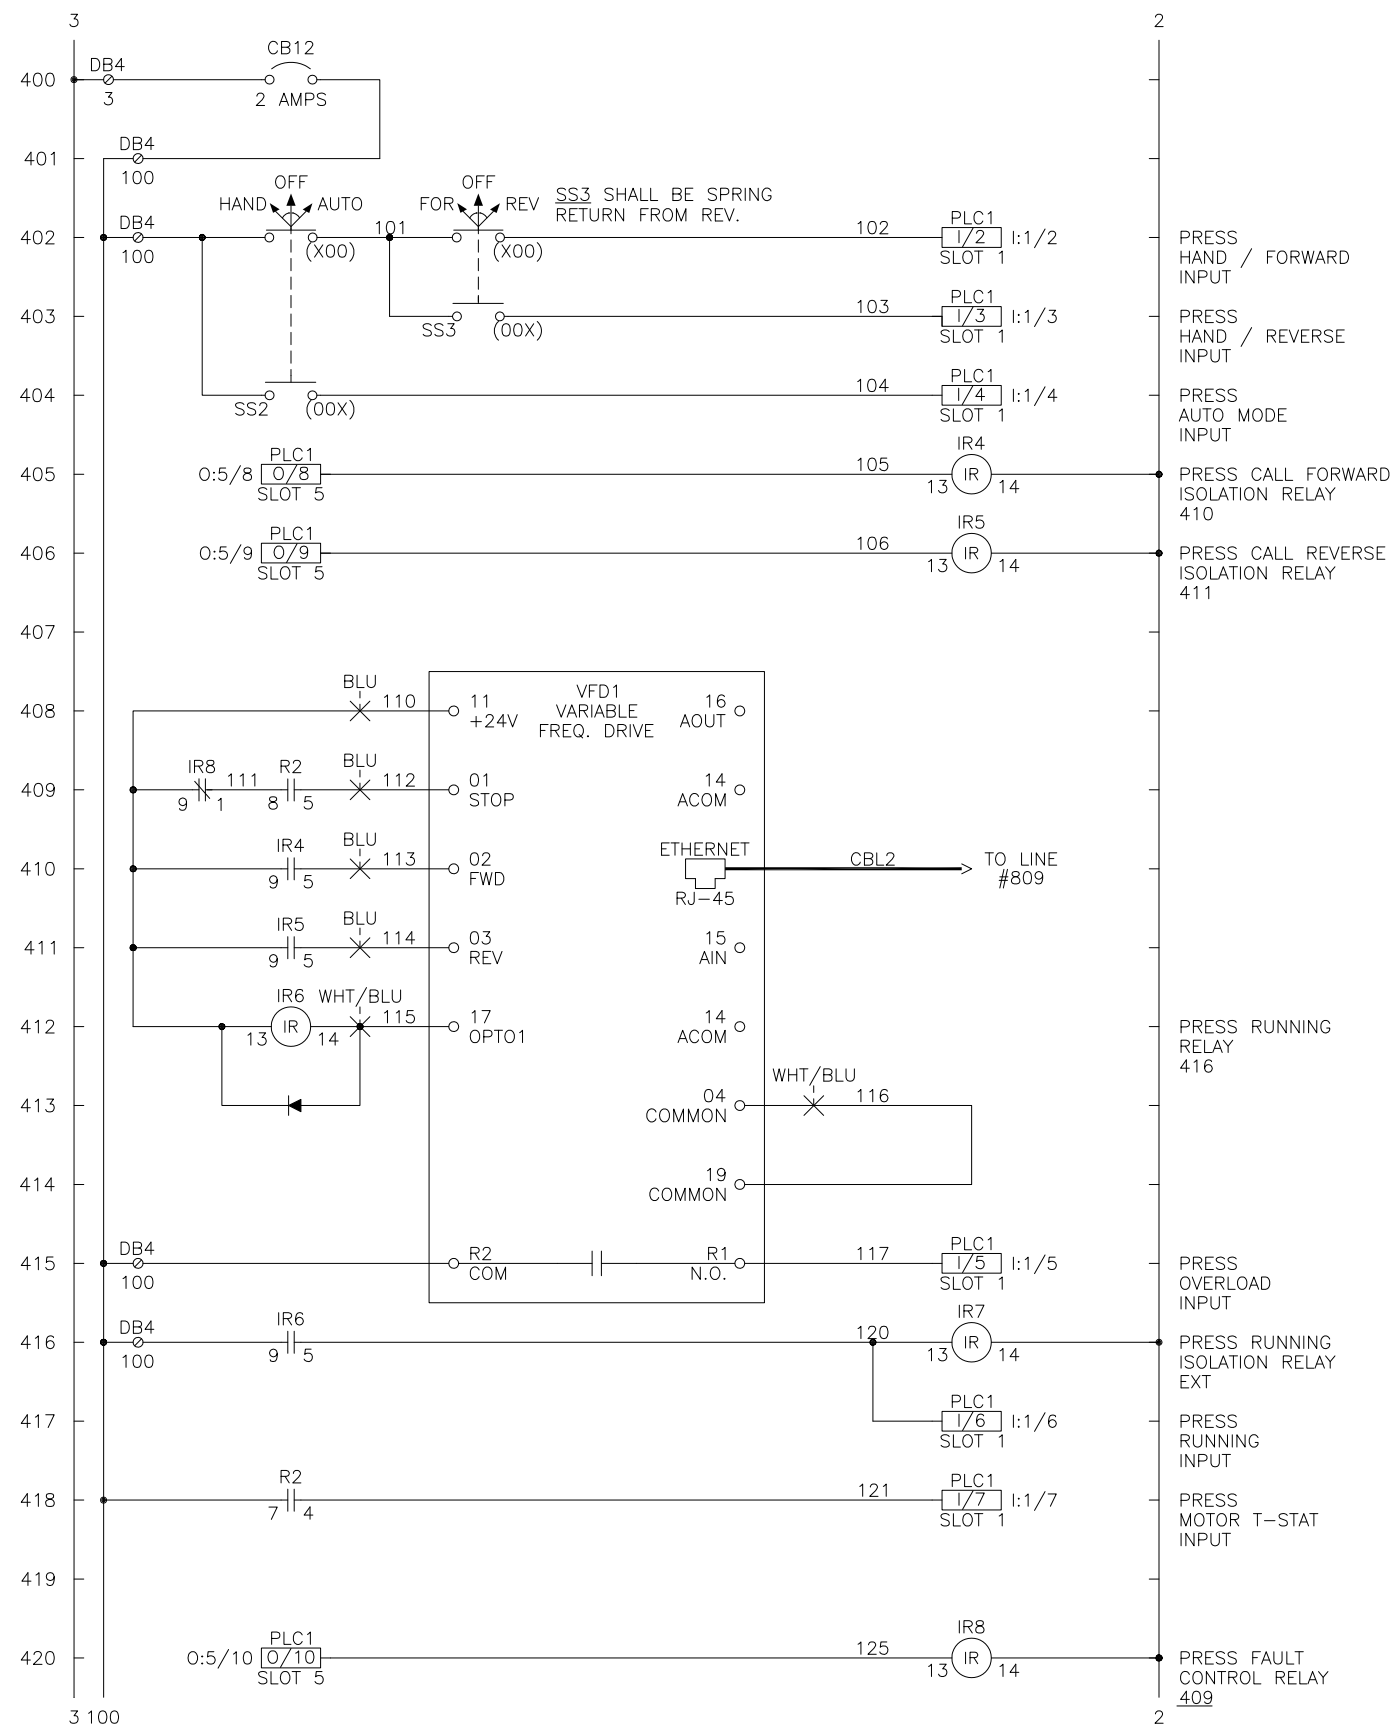 3 2
CB12
400 DB4
3 2 AMPS
DB4
401
100
OFF OFF
HAND AUTO FOR REV SS3 SHALL BE SPRING
RETURN FROM REV.
DB4 101 102 PLC1
402 I/2 I:1/2 PRESS
100 (X00) (X00) SLOT 1 HAND / FORWARD
INPUT
103 PLC1
403 I/3 I:1/3 PRESS
SS3 (00X) SLOT 1 HAND / REVERSE
INPUT
104 PLC1
404 I/4 I:1/4 PRESS
SS2 (00X) SLOT 1 AUTO MODE
INPUT
PLC1 105 IR4
405 O:5/8 O/8 IR PRESS CALL FORWARD
SLOT 5 13 14 ISOLATION RELAY
410
PLC1 106 IR5
406 O:5/9 O/9 IR PRESS CALL REVERSE
SLOT 5 13 14 ISOLATION RELAY
411
407
VFD1
VARIABLE
FREQ. DRIVE
BLU
408 110 11 16
+24V AOUT
IR8 111 R2 BLU
409 112 01 14
9 1 8 5 STOP ACOM
IR4 BLU ETHERNET
410 113 02 CBL2 TO LINE
9 5 FWD RJ-45 #809
IR5 BLU
411 114 03 15
9 5 REV AIN
IR6 WHT/BLU
412 IR 115 17 14 PRESS RUNNING
13 14 OPTO1 ACOM RELAY
416
WHT/BLU
413 04 116
COMMON
414 19
COMMON
DB4 117 PLC1
415 R2 R1 I/5 I:1/5 PRESS
100 COM N.O. SLOT 1 OVERLOAD
INPUT
DB4 IR6 120 IR7
416 IR PRESS RUNNING
100 9 5 13 14 ISOLATION RELAY
EXT
PLC1
417 I/6 I:1/6 PRESS
SLOT 1 RUNNING
INPUT
R2 121 PLC1
418 I/7 I:1/7 PRESS
7 4 SLOT 1 MOTOR T-STAT
INPUT
419
PLC1 125 IR8
420 O:5/10 O/10 IR PRESS FAULT
SLOT 5 13 14 CONTROL RELAY
409
3 100 2